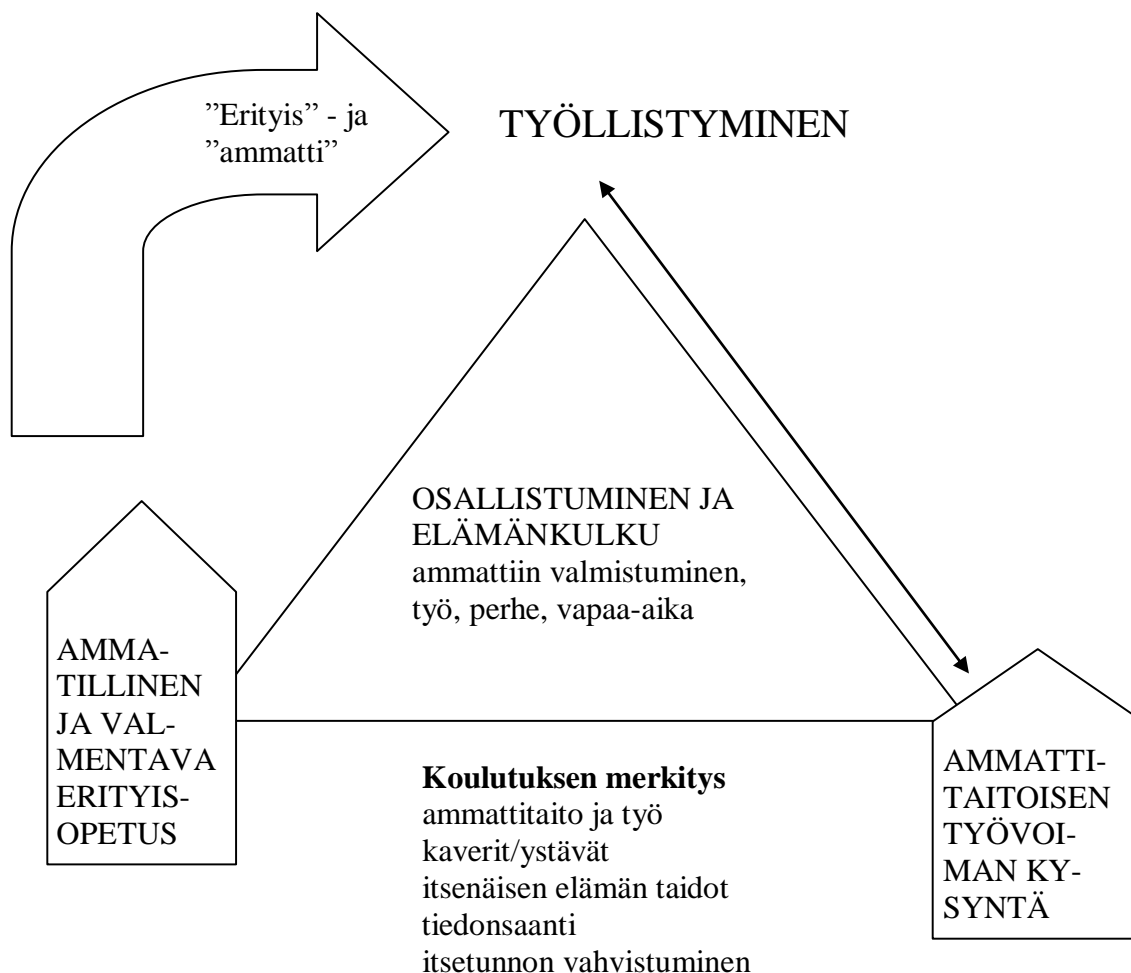 ”Erityis” - ja
”ammatti”
TYÖLLISTYMINEN
OSALLISTUMINEN JA
ELÄMÄNKULKU
ammattiin valmistuminen,
työ, perhe, vapaa-aika
AMMA-
TILLINEN
JA VAL-
MENTAVA
ERITYIS-
OPETUS
Koulutuksen merkitys
ammattitaito ja työ
kaverit/ystävät
itsenäisen elämän taidot
tiedonsaanti
itsetunnon vahvistuminen
AMMATTI-
TAITOISEN
TYÖVOI-
MAN KY-
SYNTÄ